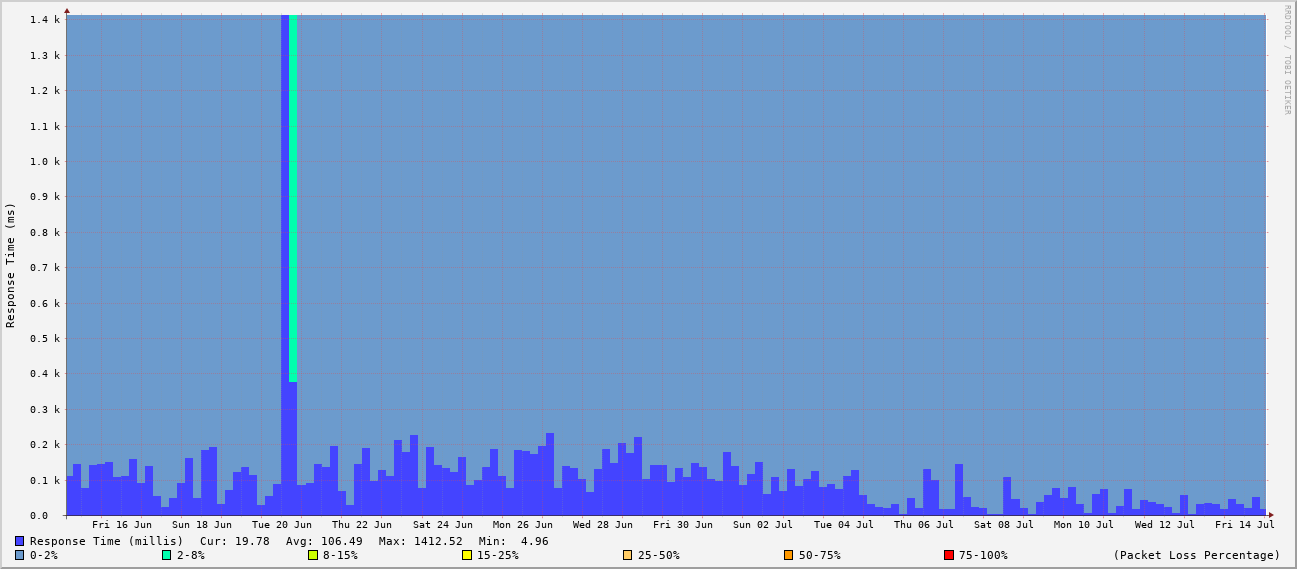 1.4 k
1.3 k
1.2 k
1.1 k
1.0 k
0.9 k
0.8 k
0.7 k
0.6 k
0.5 k
0.4 k
0.3 k
0.2 k
0.1 k
0.0
Response Time (ms)
RRDTOOL / TOBI OETIKER
Fri 16 Jun Sun 18 Jun Tue 20 Jun Thu 22 Jun Sat 24 Jun Mon 26 Jun Wed 28 Jun Fri 30 Jun Sun 02 Jul Tue 04 Jul Thu 06 Jul Sat 08 Jul Mon 10 Jul Wed 12 Jul Fri 14 Jul
Response Time (millis) Cur: 19.78 Avg: 106.49 Max: 1412.52 Min: 4.96
0-2% 2-8% 8-15% 15-25% 25-50% 50-75% 75-100% (Packet Loss Percentage)